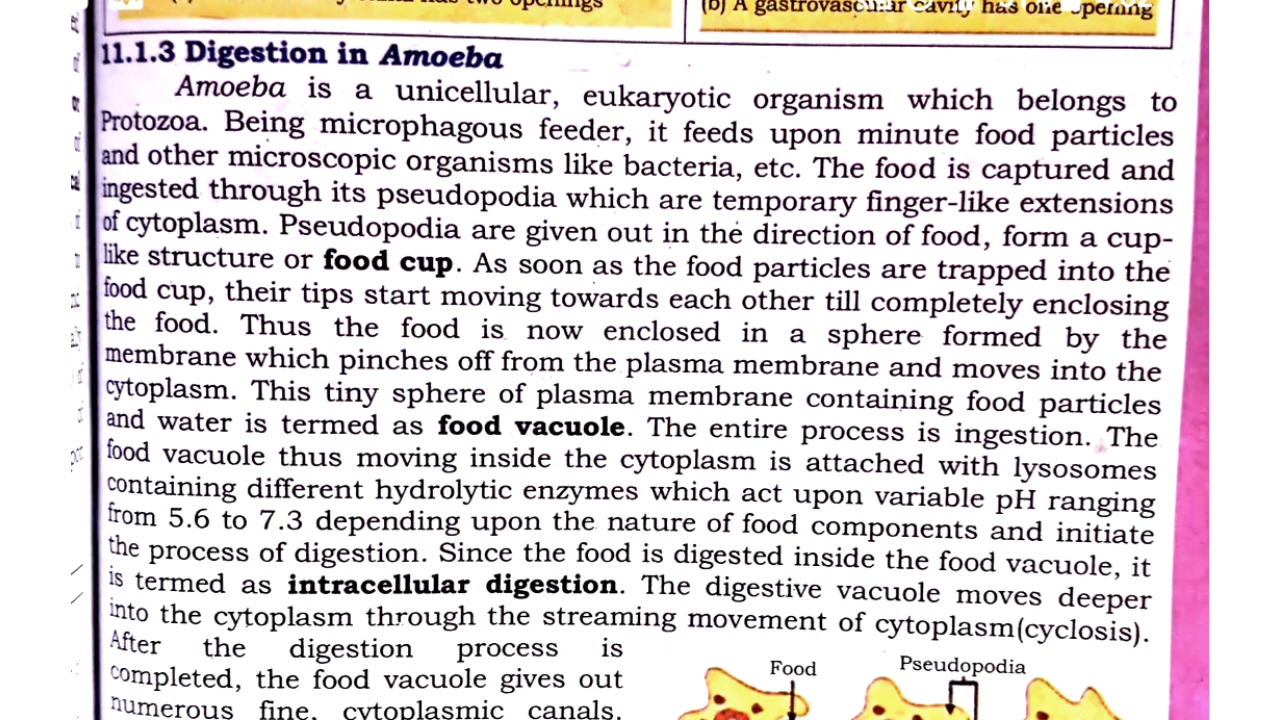 has two openings
(b) A gastrovascular cavity has one opening
11.1.3 Digestion in Amoeba
Amoeba is a unicellular, eukaryotic organism which belongs to
Protozoa. Being microphagous feeder, it feeds upon minute food particles
and other microscopic organisms like bacteria, etc. The food is captured and
ingested through its pseudopodia which are temporary finger-like extensions
of cytoplasm. Pseudopodia are given out in the direction of food, form a cup-
like structure or food cup. As soon as the food particles are trapped into the
food cup, their tips start moving towards each other till completely enclosing
the food. Thus the food is now enclosed in a sphere formed by the
membrane which pinches off from the plasma membrane and moves into the
cytoplasm. This tiny sphere of plasma membrane containing food particles
and water is termed as food vacuole. The entire process is ingestion. The
food vacuole thus moving inside the cytoplasm is attached with lysosomes
containing different hydrolytic enzymes which act upon variable pH ranging
from 5.6 to 7.3 depending upon the nature of food components and initiate
the process of digestion. Since the food is digested inside the food vacuole, it
is termed as intracellular digestion. The digestive vacuole moves deeper
into the cytoplasm through the streaming movement of cytoplasm(cyclosis).
After the digestion process is
completed, the food vacuole gives out
numerous fine, cytoplasmic canals.
Food
Pseudopodia